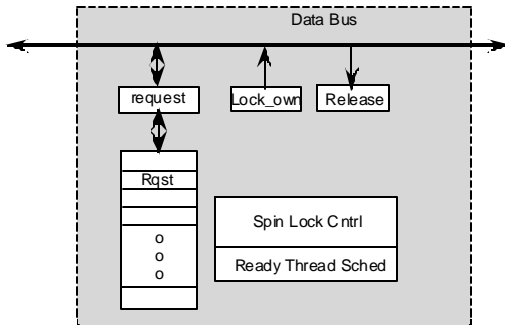 Data Bus
request
Lock_own
Release
Rqst
o
o
o
Spin Lock Cntrl
Ready Thread Sched